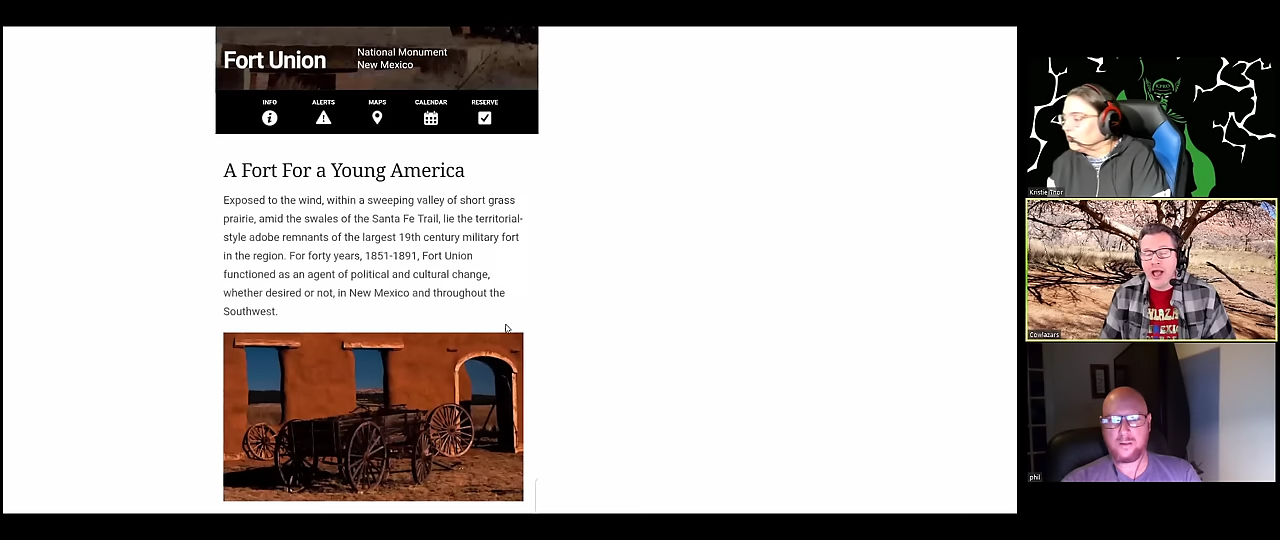 Fort Union
National Monument
New Mexico
INFO
ALERTS
MAPS
CALENDAR
RESERVE
A Fort For a Young America
Exposed to the wind, within a sweeping valley of short grass
prairie, amid the swales of the Santa Fe Trail, lie the territorial-
style adobe remnants of the largest 19th century military fort
in the region. For forty years, 1851-1891, Fort Union
functioned as an agent of political and cultural change,
whether desired or not, in New Mexico and throughout the
Southwest.
Kristie Thor
Cowlazars
phil